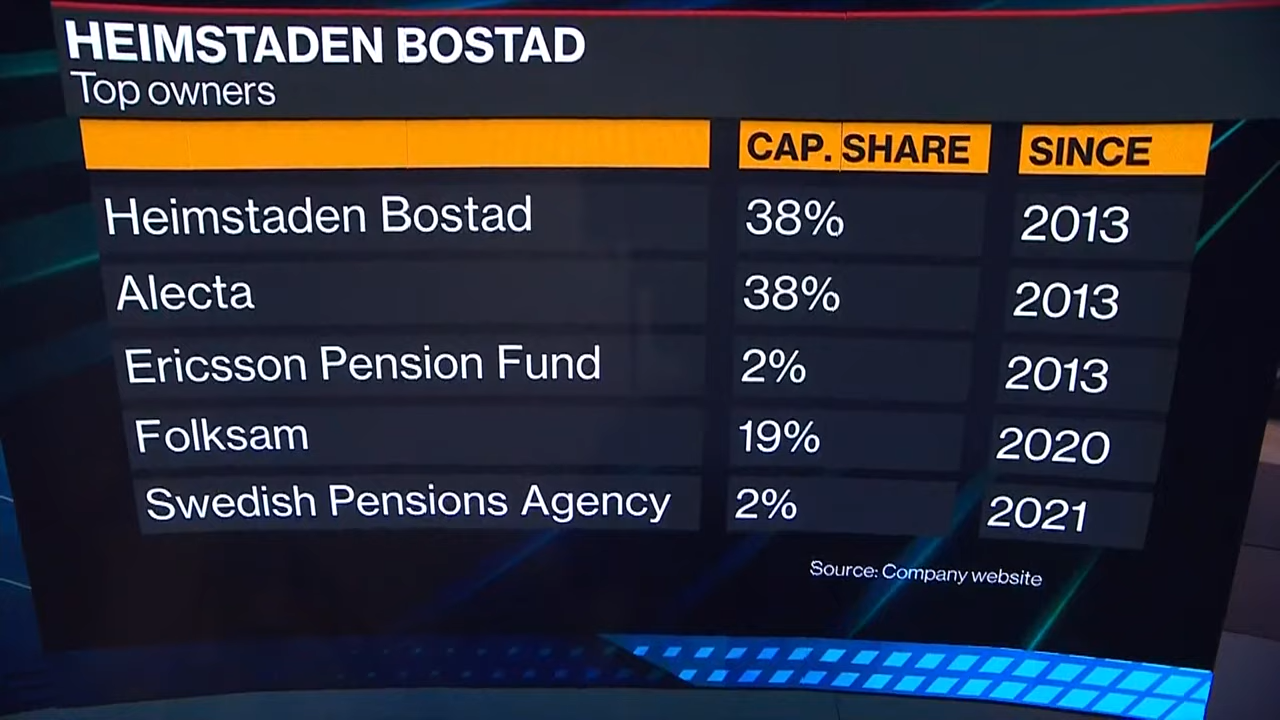 HEIMSTADEN BOSTAD
Top owners
CAP. SHARE SINCE
Heimstaden Bostad 38% 2013
Alecta 38% 2013
Ericsson Pension Fund 2% 2013
Folksam 19% 2020
Swedish Pensions Agency 2% 2021
Source: Company website